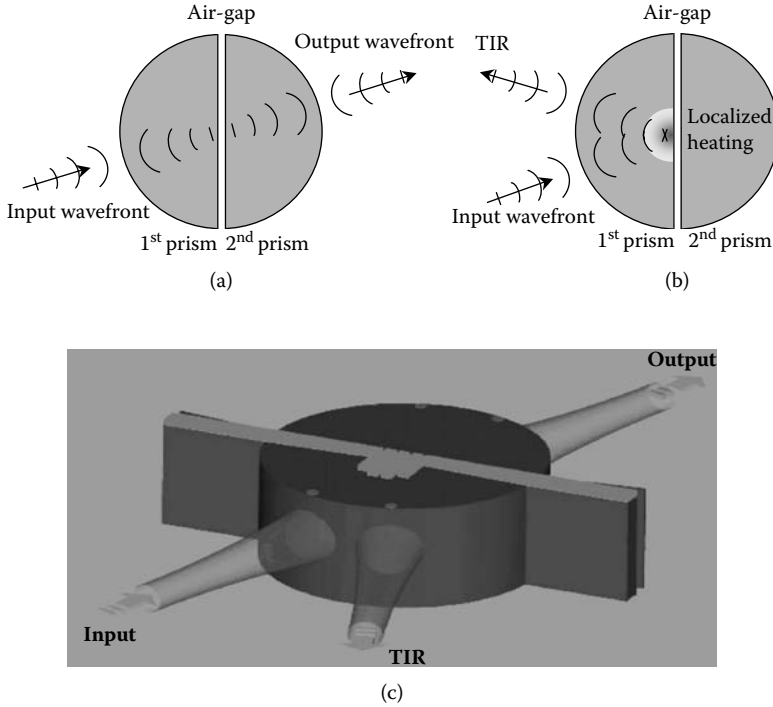 Air-gap
Output wavefront
Input wavefront
1st prism 2nd prism
(a)
Air-gap
TIR
Localized
heating
Input wavefront
1st prism 2nd prism
(b)
Output
Input
TIR
(c)